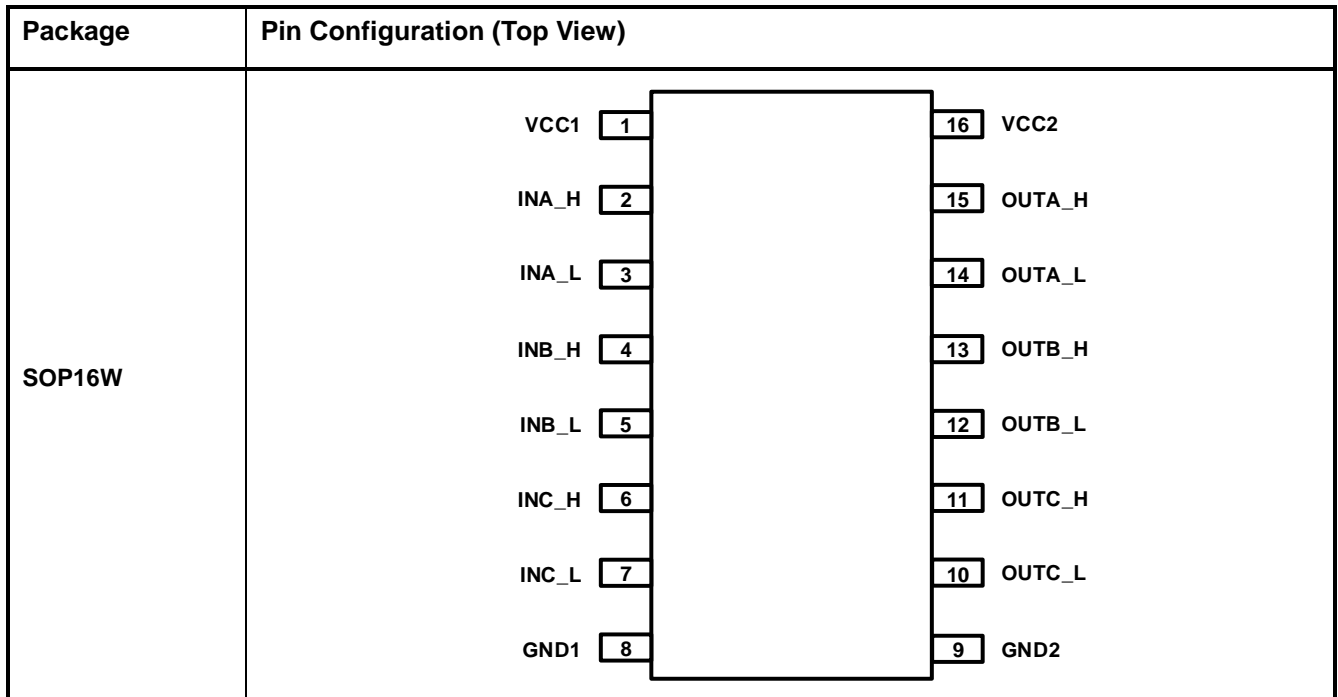 Package Pin Configuration (Top View)
SOP16W
VCC1 1 16 VCC2
INA_H 2 15 OUTA_H
INA_L 3 14 OUTA_L
INB_H 4 13 OUTB_H
INB_L 5 12 OUTB_L
INC_H 6 11 OUTC_H
INC_L 7 10 OUTC_L
GND1 8 9 GND2